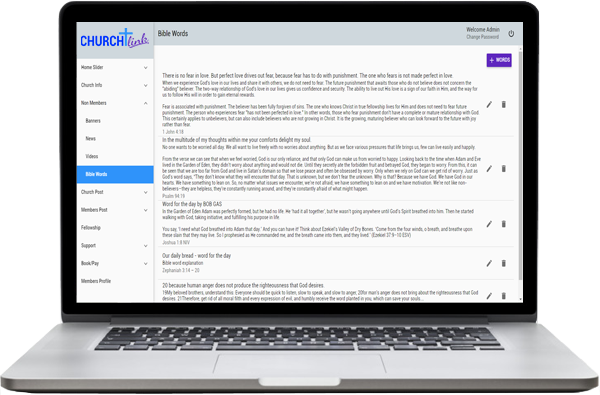 CHURCH link
Bible Words
Welcome Admin
Change Password
Home Slider
Church Info
Non Members
Banners
News
Videos
Bible Words
Church Post
Members Post
Fellowship
Support
Book/Pay
Members Profile
+ WORDS
There is no fear in love. But perfect love drives out fear, because fear has to do with punishment. The one who fears is not made perfect in love.
When we experience God's love in our lives and share it with others, we do not need to fear. The future punishment that awaits those who do not believe does not concern the
"abiding" believer. The two-way relationship of God's love in our lives gives us confidence and security. The ability to live out His love is a sign of our faith in Him, and the way for
us to follow His will in order to gain eternal rewards.
Fear is associated with punishment. The believer has been fully forgiven of sins. The one who knows Christ in true fellowship lives for Him and does not need to fear future
punishment. The person who experiences fear "has not been perfected in love." In other words, those who fear punishment don't have a complete or mature relationship with God.
This certainly applies to unbelievers, but can also include believers who are not growing in Christ. It is the growing, maturing believer who can look forward to the future with joy
rather than fear.
1 John 4:18
In the multitude of my thoughts within me your comforts delight my soul.
No one wants to be worried all day. We all want to live freely with no worries about anything. But as we face various pressures that life brings us, few can live easily and happily.
From the verse we can see that when we feel worried, God is our only reliance, and that only God can make us from worried to happy. Looking back to the time when Adam and Eve
lived in the Garden of Eden; they didn't worry about anything and would not die. Until they secretly ate the forbidden fruit and betrayed God, they began to worry. From this, it can
be seen that we are too far from God and live in Satan's domain so that we lose peace and often be obsessed by worry. Only when we rely on God can we get rid of worry. Just as
God's word says, "They don't know what they will encounter that day. That is unknown, but we don't fear the unknown. Why is that? Because we have God. We have God in our
hearts. We have something to lean on. So, no matter what issues we encounter, we're not afraid; we have something to lean on and we have motivation. We're not like non-
believers—they are helpless, they're constantly running around, and they're constantly afraid of what might happen.
Psalm 94:19
Word for the day by BOB GAS
In the Garden of Eden Adam was perfectly formed, but he had no life. He 'had it all together', but he wasn't going anywhere until God's Spirit breathed into him. Then he started
walking with God, taking initiative, and fulfilling his purpose in life.
You say, 'I need what God breathed into Adam that day.' And you can have it! Think about Ezekiel's Valley of Dry Bones. 'Come from the four winds, o breath, and breathe upon
these slain that they may live. So I prophesied as He commanded me, and the breath came into them, and they lived.' (Ezekiel 37:9–10 ESV)
Joshua 1:8 NIV
Our daily bread - word for the day
Bible word explanation
Zephaniah 3:14 – 20
20 because human anger does not produce the righteousness that God desires.
19My beloved brothers, understand this: Everyone should be quick to listen, slow to speak, and slow to anger, 20for man's anger does not bring about the righteousness that God
desires. 21Therefore, get rid of all moral filth and every expression of evil, and humbly receive the word planted in you, which can save your souls...